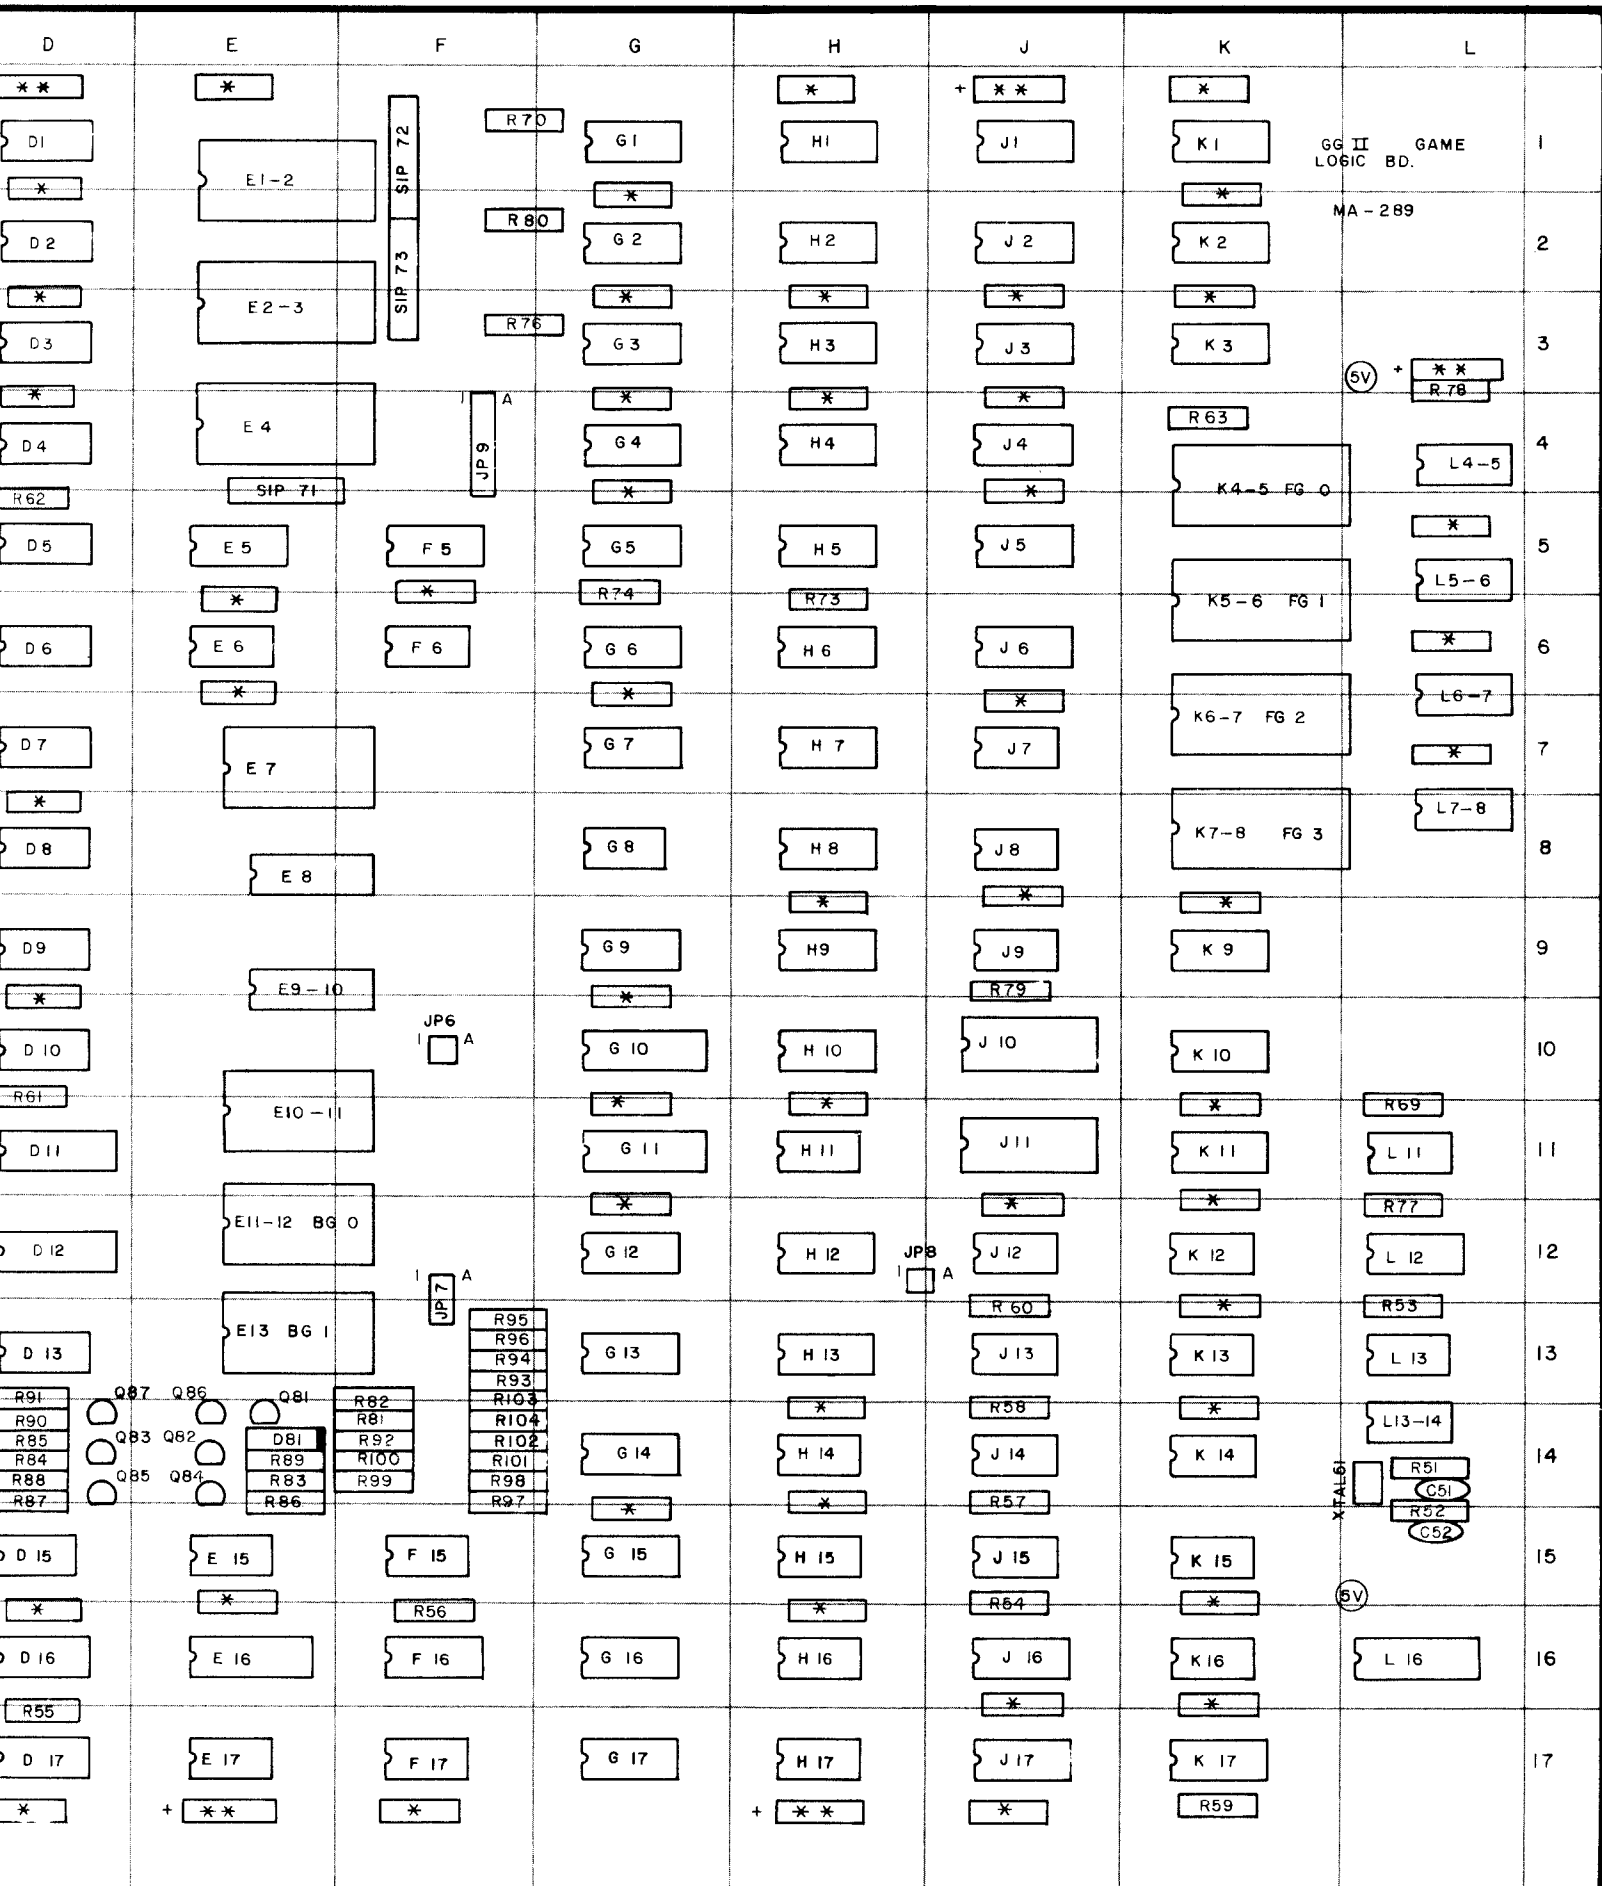 D E F G H J K L
** * * + ** *
SIP 72 R70
D1 G1 H1 J1 K1 GG II GAME 1
LOGIC BD.
E1-2
* * *
R80 MA-289
D2 G2 H2 J2 K2 2
SIP 73
* * * * *
E2-3
R76
D3 G3 H3 J3 K3 3
5V + **
R78
* 1 A * * *
R63
E4
D4 JP9 G4 H4 J4 4
L4-5
SIP 71 * * K4-5 FG 0
R62
*
D5 E5 F5 G5 H5 J5 5
L5-6
* * R74 R73 K5-6 FG 1
D6 E6 F6 G6 H6 J6 * 6
* * * L6-7
K6-7 FG 2
D7 E7 G7 H7 J7 * 7
* L7-8
D8 G8 H8 J8 K7-8 FG 3 8
E8
* * *
D9 G9 H9 J9 K9 9
E9-10 R79
* *
JP6
1 A
D10 G10 H10 J10 K10 10
R61 * * * R69
E10-11
D11 G11 H11 J11 K11 L11 11
* * * R77
E11-12 BG 0
D12 G12 H12 JP8 J12 K12 L12 12
1 A 1 A
JP7
R60 * R53
R95
E13 BG 1 R96
D13 R94 G13 H13 J13 K13 L13 13
R93
R91 Q87 Q86 Q81 R82 R103 * R58 *
R90 R81 R104 L13-14
R85 Q83 Q82 D81 R92 R102
R84 R89 R100 R101 G14 H14 J14 K14 14
R88 Q85 Q84 R83 R99 R98 XTAL61 R51
C51
R87 R86 R97 * * R57 R52
C52
D15 E15 F15 G15 H15 J15 K15 15
* * R56 * R54 * 5V
D16 E16 F16 G16 H16 J16 K16 L16 16
R55 * *
D17 E17 F17 G17 H17 J17 K17 17
* + ** * + ** * R59